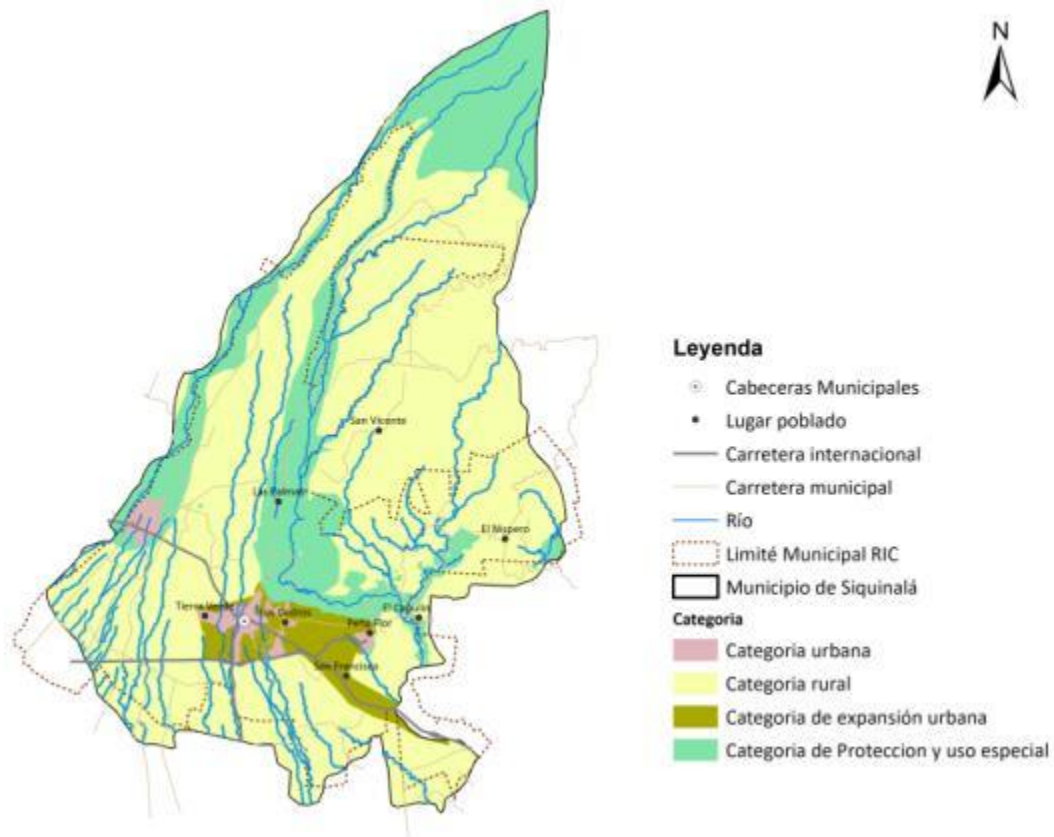 N
San Vicente
Las Palmas
El Nispero
Tierra Verde
El Capulin
Peña Flor
San Francisco
Leyenda
Cabeceras Municipales
Lugar poblado
Carretera internacional
Carretera municipal
Río
Limité Municipal RIC
Municipio de Siquinalá
Categoria
Categoria urbana
Categoria rural
Categoria de expansión urbana
Categoria de Proteccion y uso especial